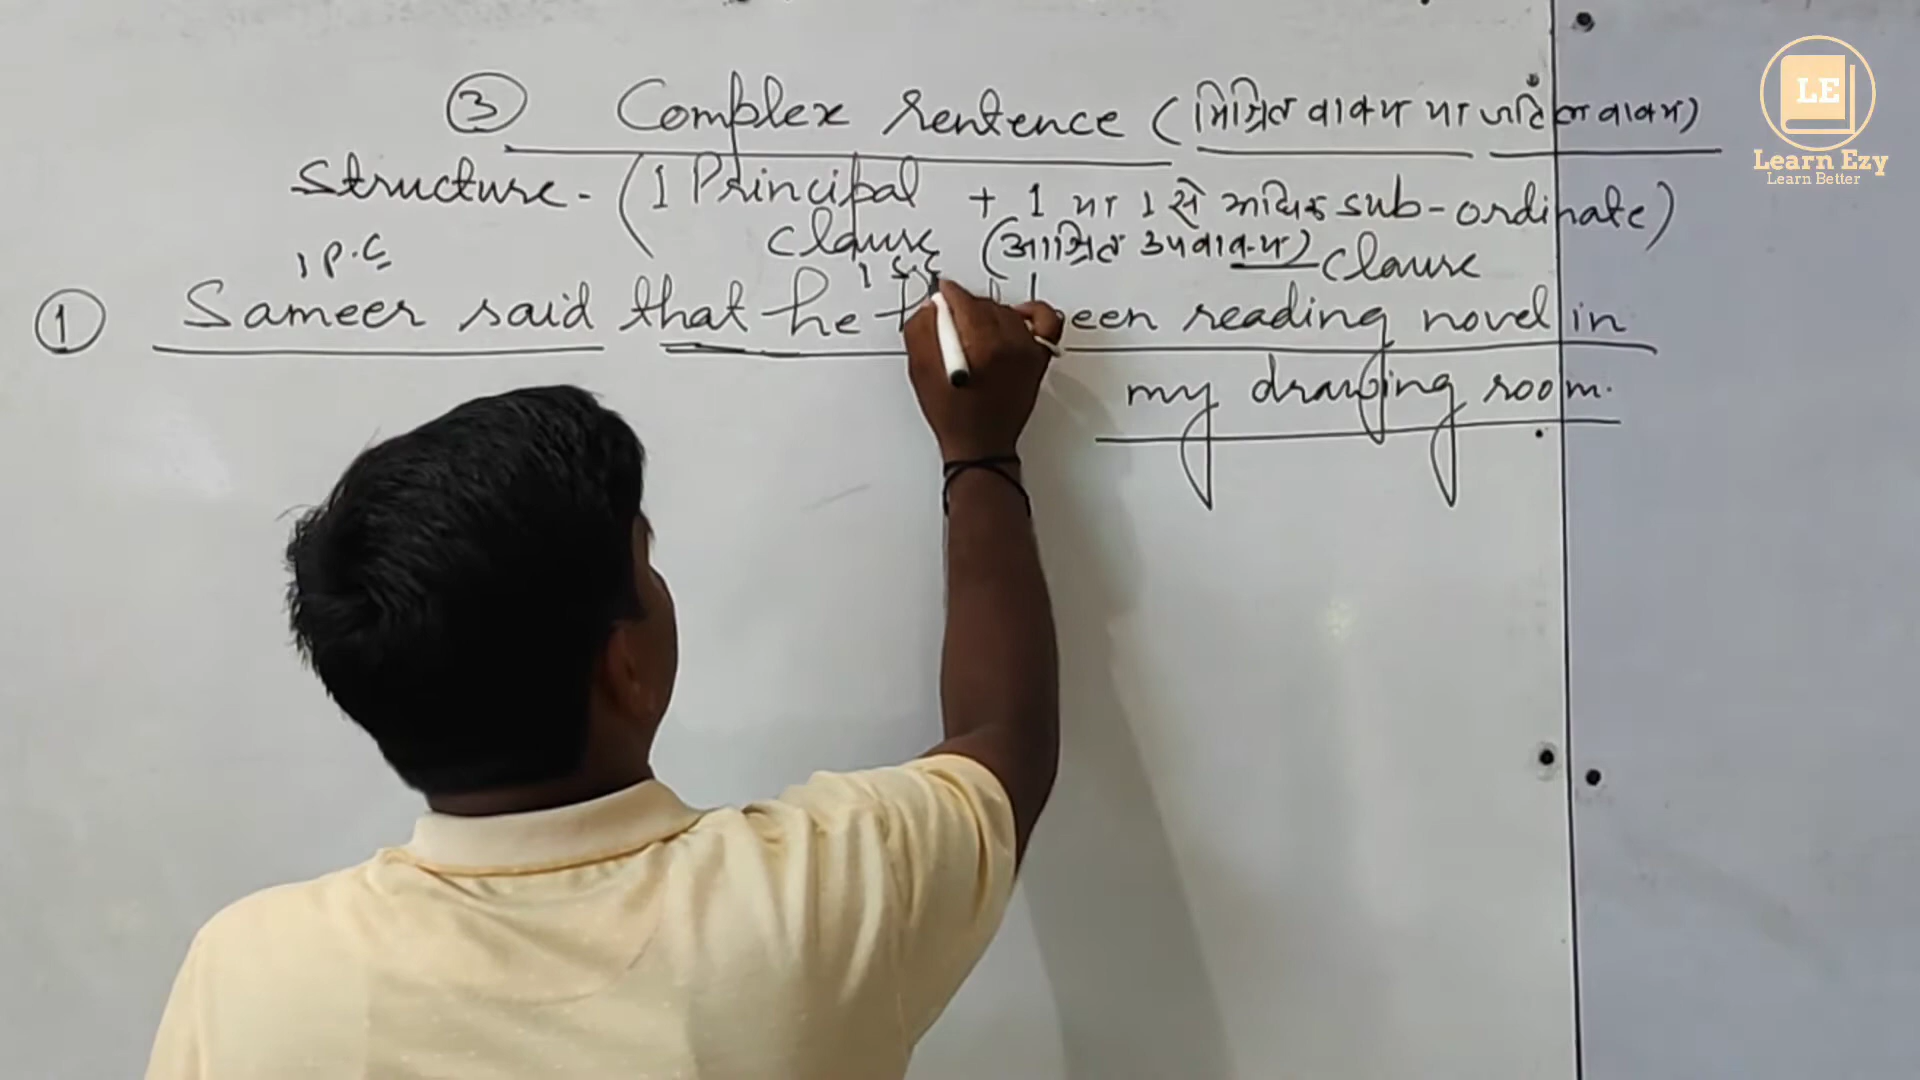 ③ Complex sentence (मिश्रित वाक्य या जटिल वाक्य)
Structure - (1 Principal clause + 1 या 1 से अधिक sub-ordinate) clause
(आश्रित उपवाक्य)
1 P.C
1 S.C
① Sameer said that he been reading novel in
my drawing room.
LE
Learn Ezy
Learn Better